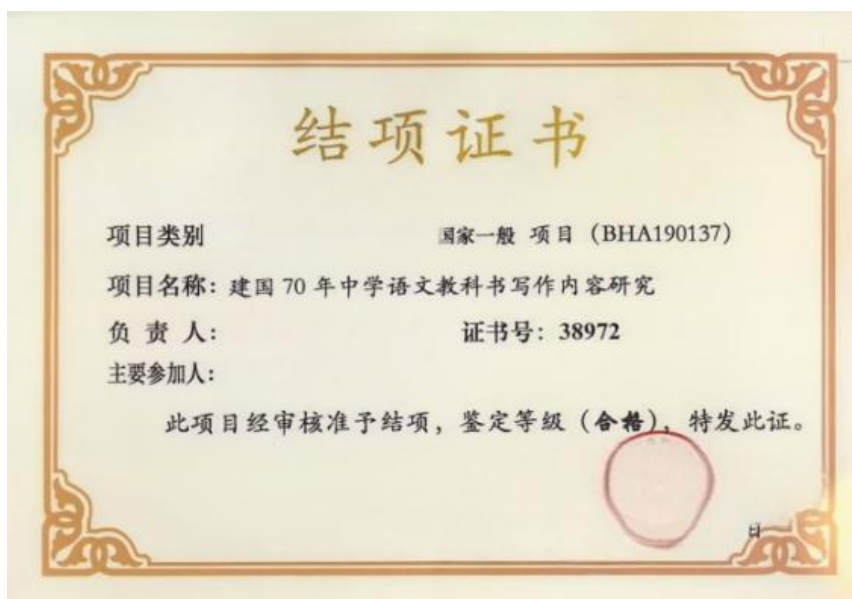 结项证书
项目类别 国家一般 项目（BHA190137）
项目名称：建国 70 年中学语文教科书写作内容研究
负 责 人： 证书号：38972
主要参加人：
此项目经审核准予结项，鉴定等级（合格），特发此证。
日